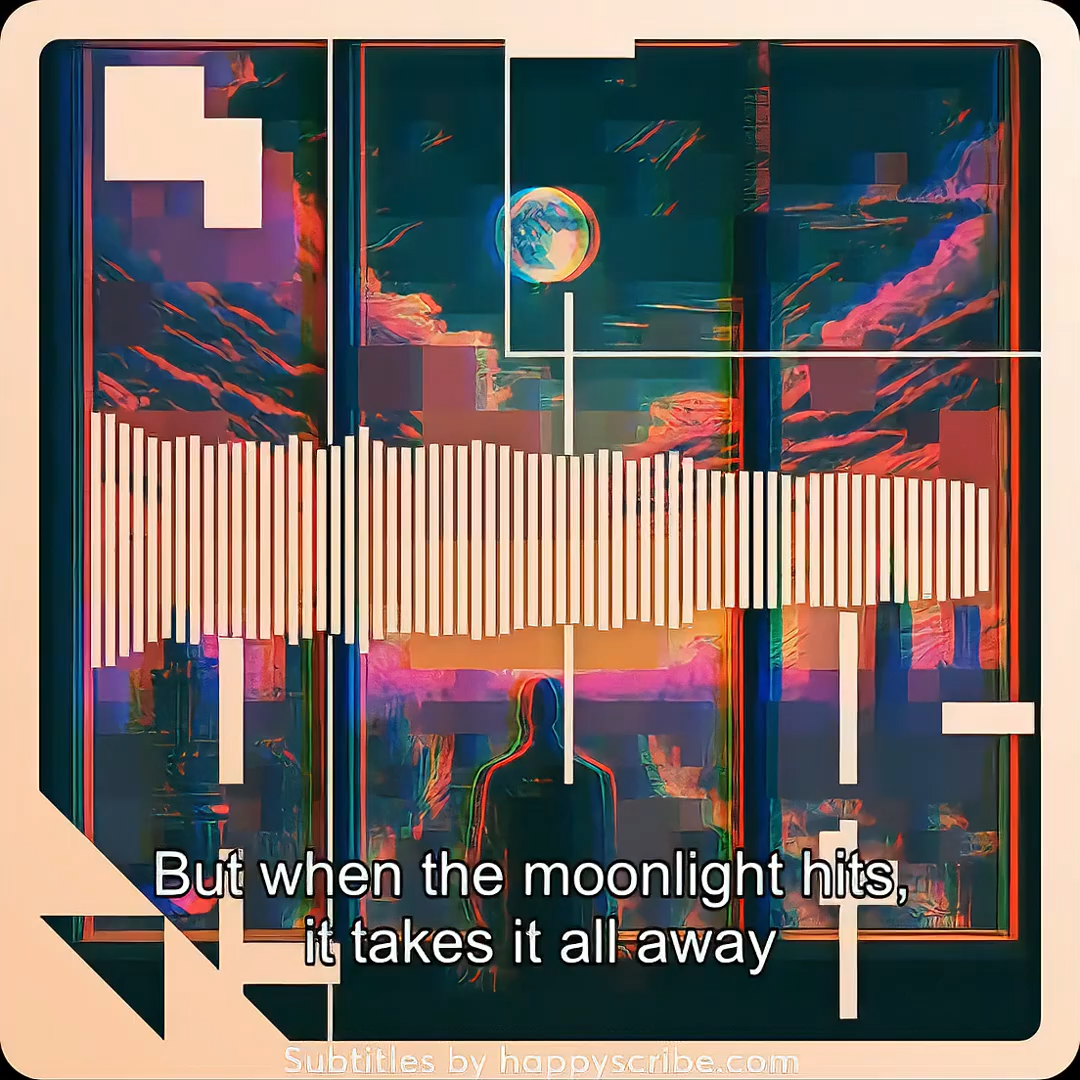 But when the moonlight hits,
it takes it all away
Subtitles by happyscribe.com